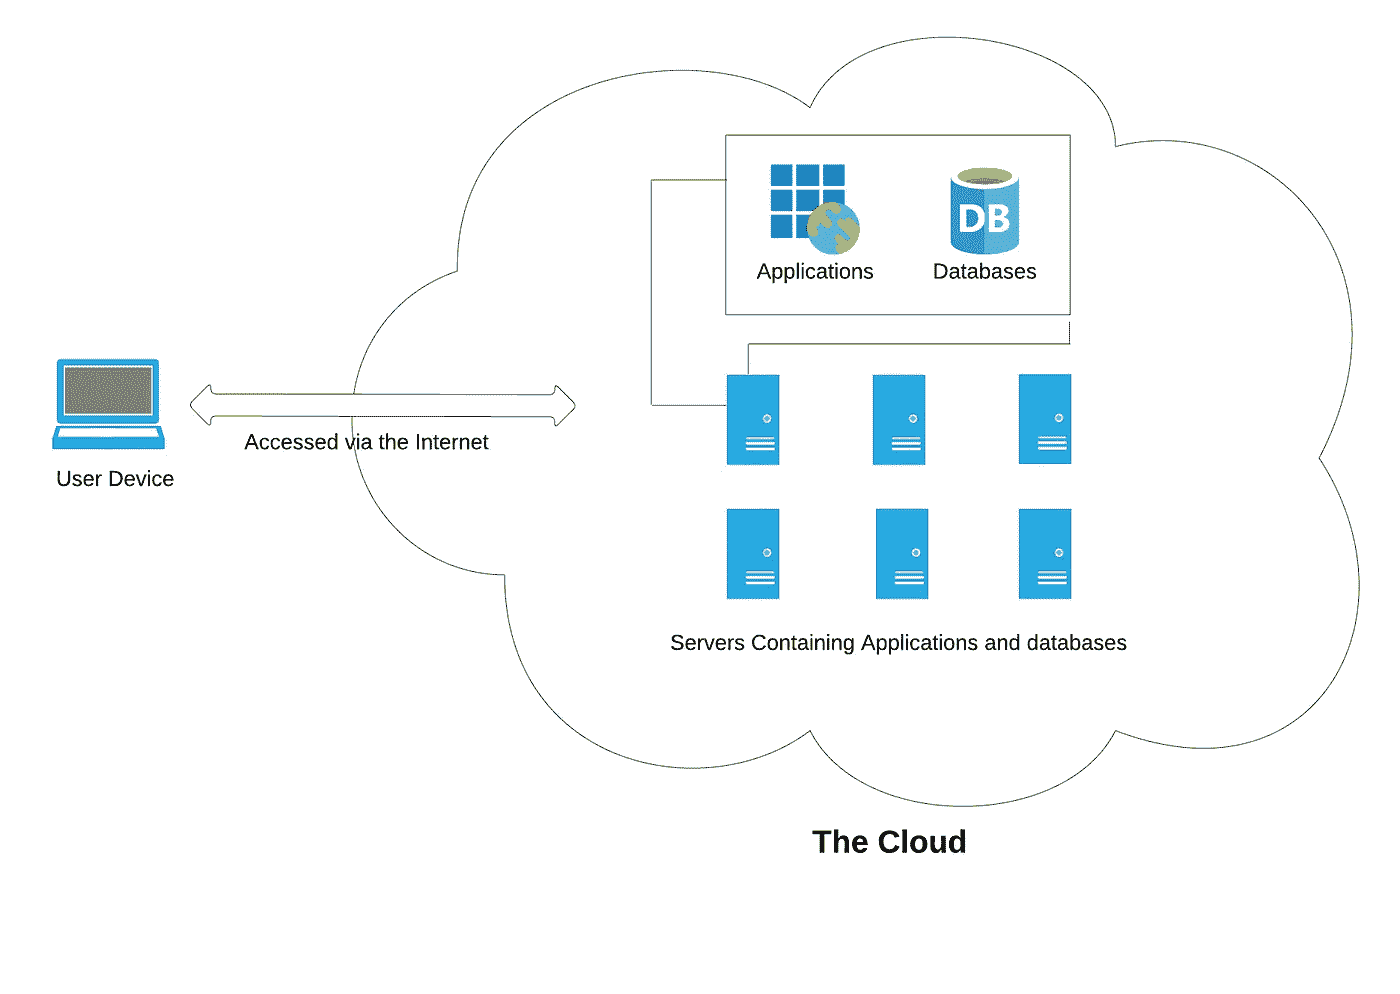 Applications
DB
Databases
Accessed via the Internet
User Device
Servers Containing Applications and databases
The Cloud